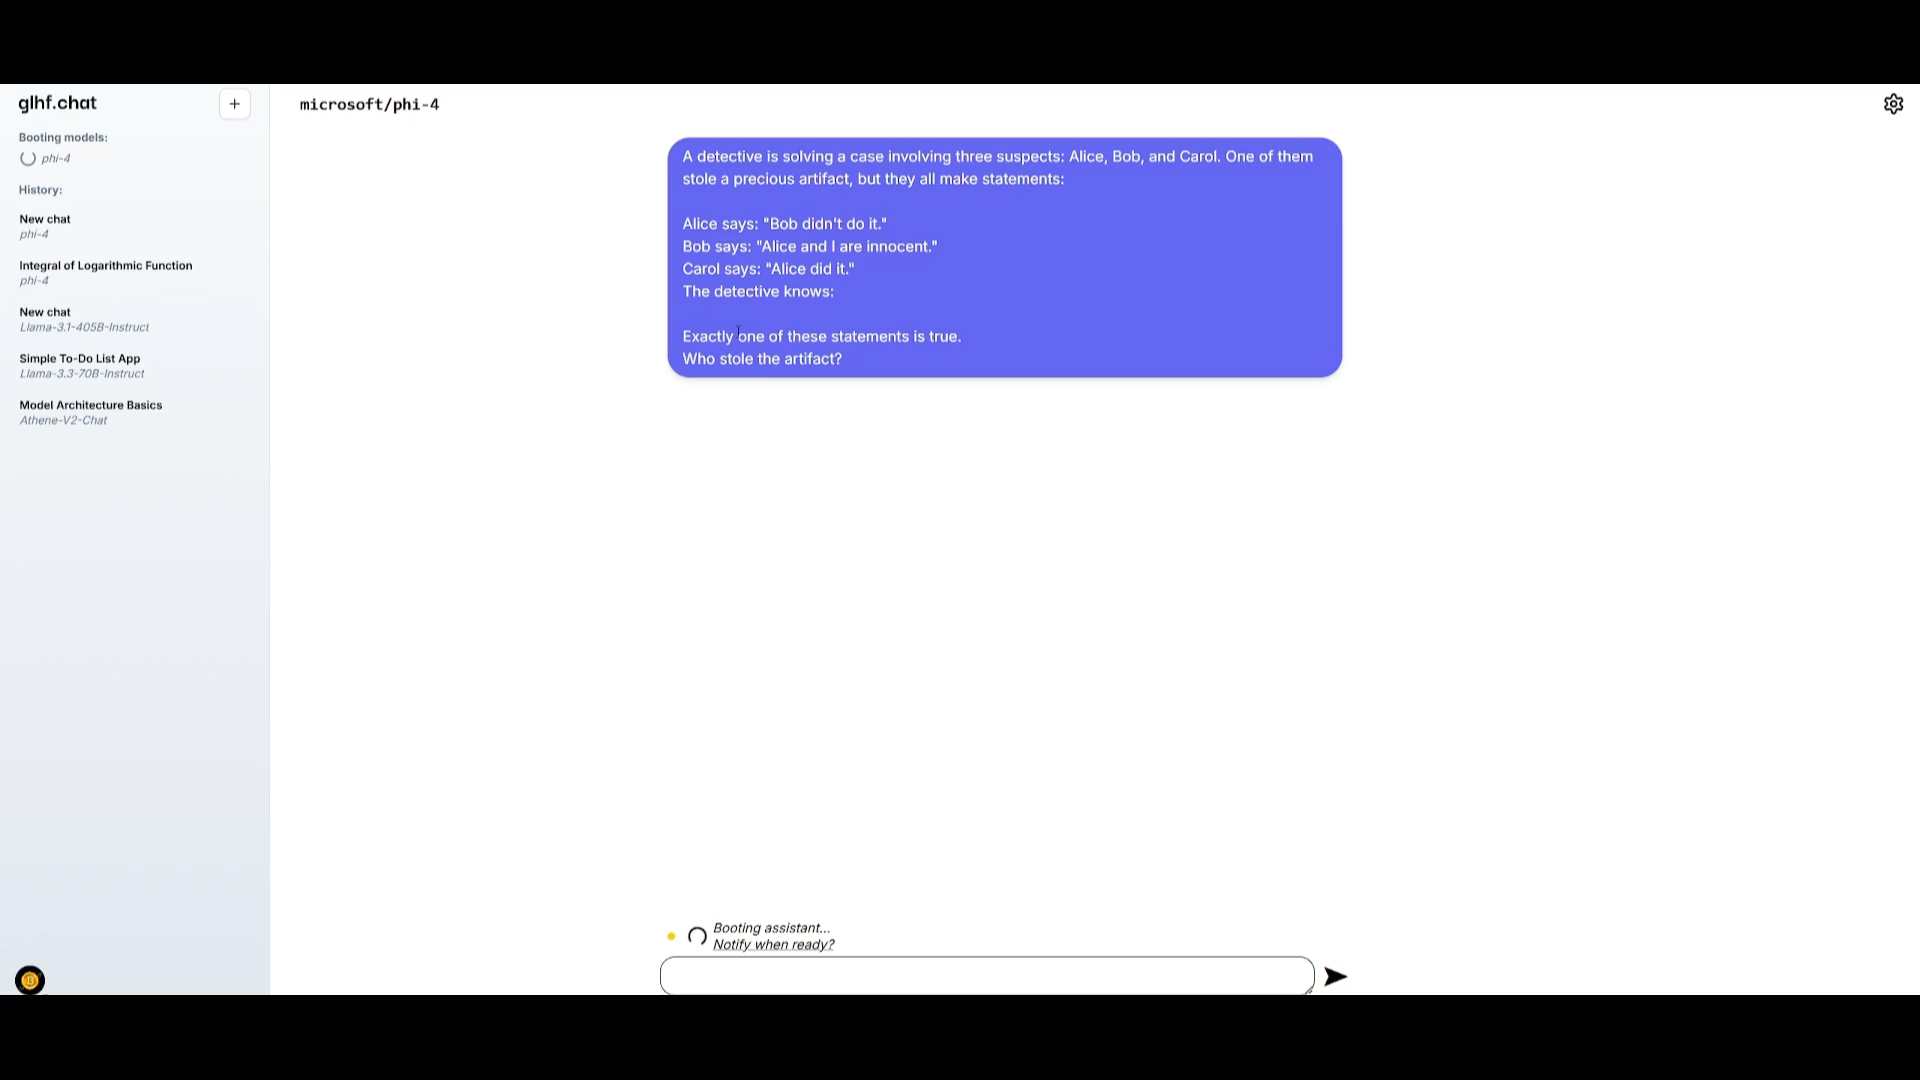 glhf.chat
+
Booting models:
phi-4
History:
New chat
phi-4
Integral of Logarithmic Function
phi-4
New chat
Llama-3.1-405B-Instruct
Simple To-Do List App
Llama-3.3-70B-Instruct
Model Architecture Basics
Athene-V2-Chat
microsoft/phi-4
A detective is solving a case involving three suspects: Alice, Bob, and Carol. One of them
stole a precious artifact, but they all make statements:
Alice says: "Bob didn't do it."
Bob says: "Alice and I are innocent."
Carol says: "Alice did it."
The detective knows:
Exactly one of these statements is true.
Who stole the artifact?
Booting assistant...
Notify when ready?